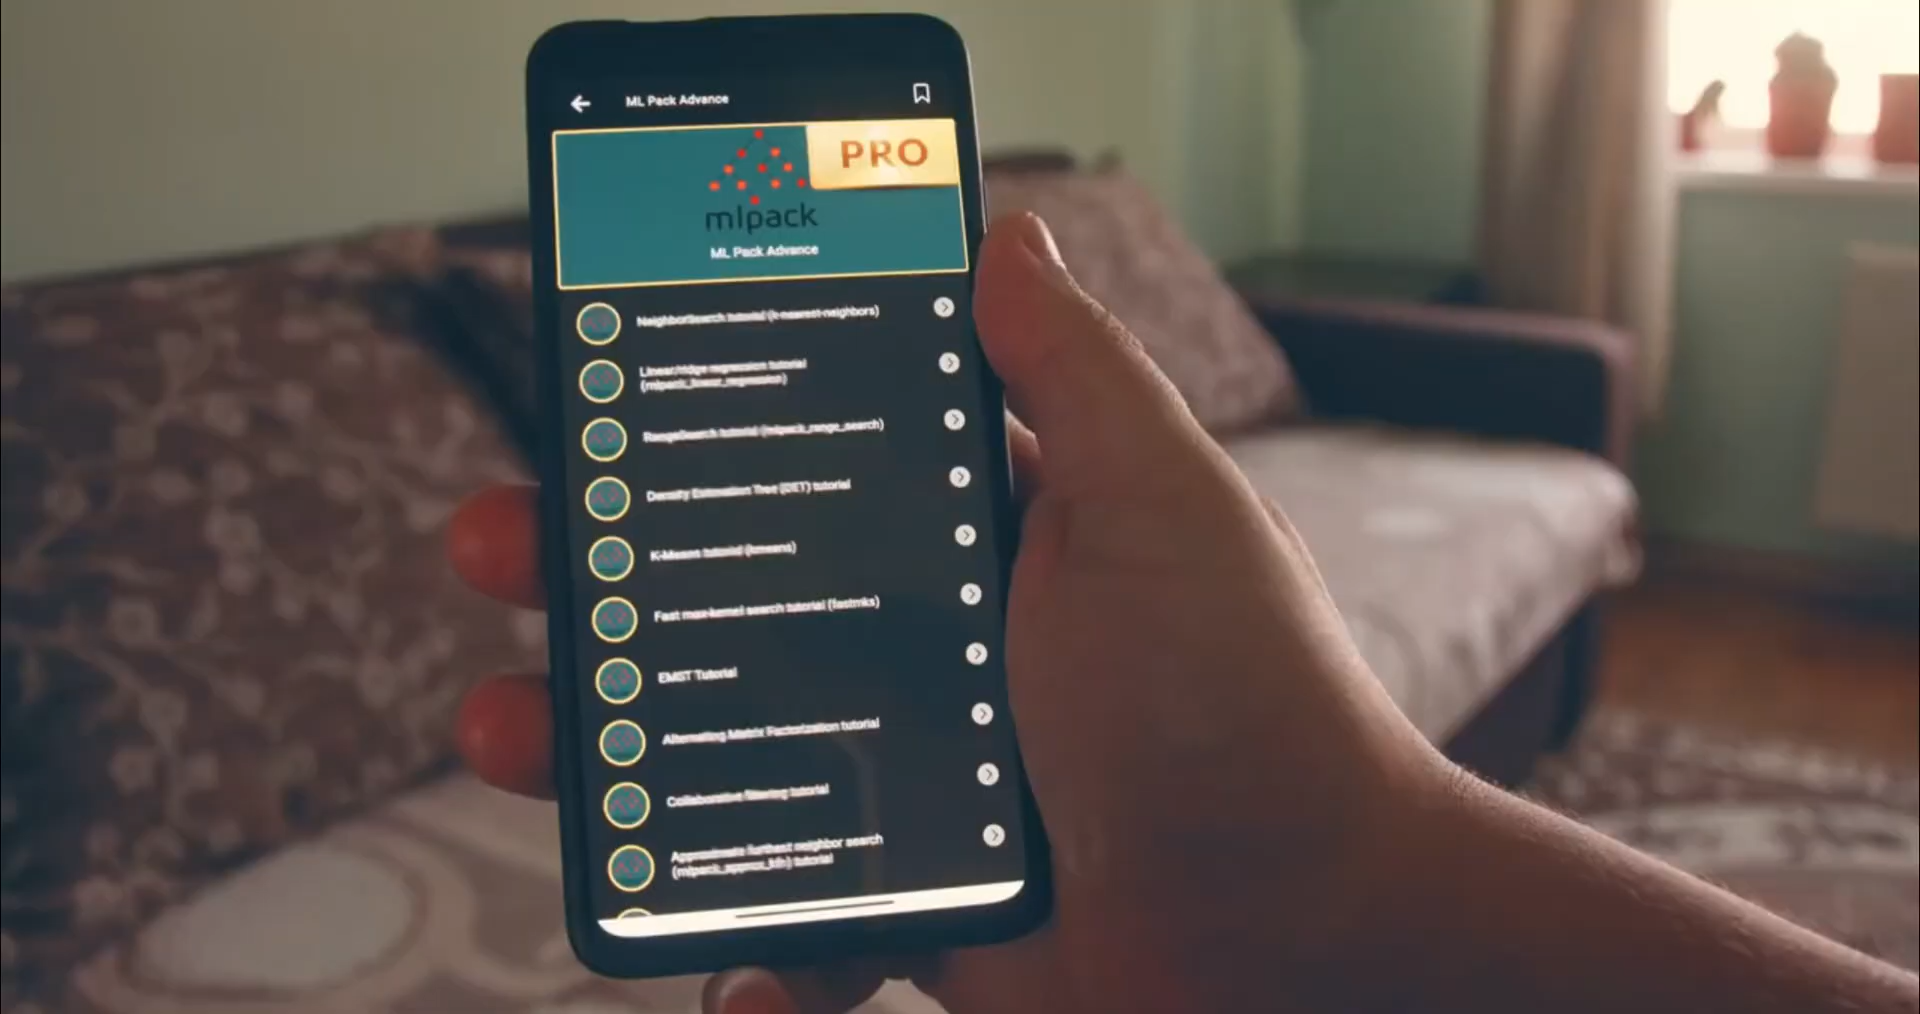 ML Pack Advance
PRO
mlpack
ML Pack Advance
NeighborSearch tutorial (k-nearest-neighbors)
Linear/ridge regression tutorial
(mlpack_linear_regression)
RangeSearch tutorial (mlpack_range_search)
Density Estimation Tree (DET) tutorial
K-Means tutorial (kmeans)
Fast max-kernel search tutorial (fastmks)
EMST Tutorial
Alternating Matrix Factorization tutorial
Collaborative filtering tutorial
Approximate furthest neighbor search
(mlpack_approx_kfn) tutorial